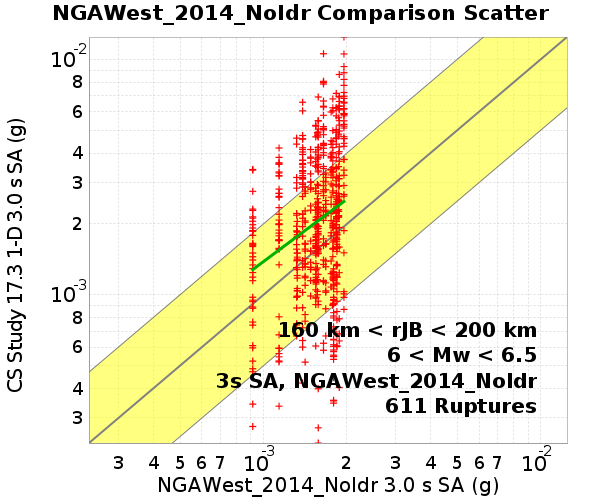 NGAWest_2014_NoIdr Comparison Scatter
10-2
8
6
4
3
2
10-3
8
6
4
3
CS Study 17.3 1-D 3.0 s SA (g)
160 km < rJB < 200 km
6 < Mw < 6.5
3s SA, NGAWest_2014_NoIdr
611 Ruptures
3 4 5 6 7 10-3 2 3 4 5 6 7 10-2
NGAWest_2014_NoIdr 3.0 s SA (g)